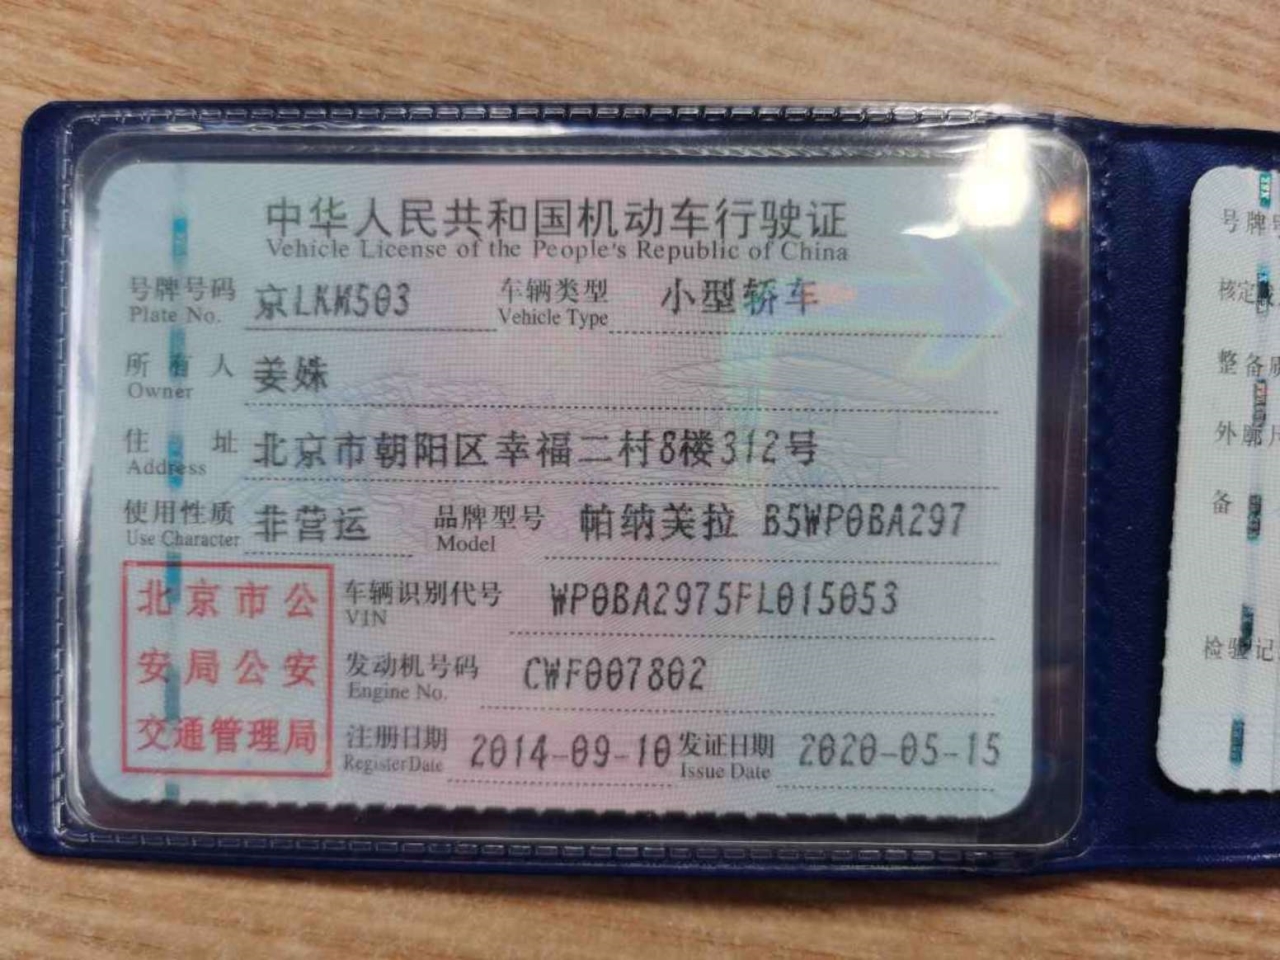 中华人民共和国机动车行驶证
Vehicle License of the People's Republic of China
号牌号码 京LKM503 车辆类型 小型轿车
Plate No. Vehicle Type
所有人 姜姝
Owner
住址 北京市朝阳区幸福二村8楼312号
Address
使用性质 非营运 品牌型号 帕纳美拉 B5WP0BA297
Use Character Model
车辆识别代号 WP0BA2975FL015053
VIN
发动机号码 CWF007802
Engine No.
注册日期 2014-09-10 发证日期 2020-05-15
Register Date Issue Date
北京市公
安局公安
交通管理局
号牌号
核定载
整备质
外廓尺
备
检验记